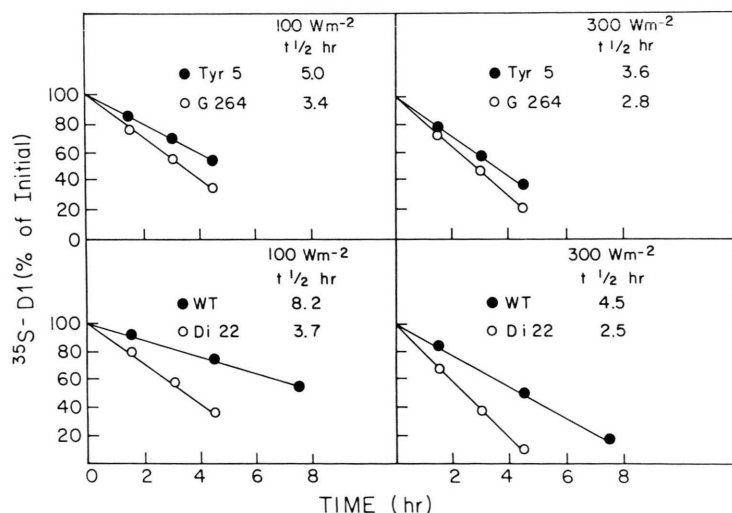 100 Wm-2
t 1/2 hr
● Tyr 5 5.0
○ G 264 3.4
300 Wm-2
t 1/2 hr
● Tyr 5 3.6
○ G 264 2.8
100
80
60
40
20
0
100 Wm-2
t 1/2 hr
● WT 8.2
○ Di 22 3.7
300 Wm-2
t 1/2 hr
● WT 4.5
○ Di 22 2.5
100
80
60
40
20
0 2 4 6 8
2 4 6 8
35S-D1 (% of Initial)
TIME (hr)